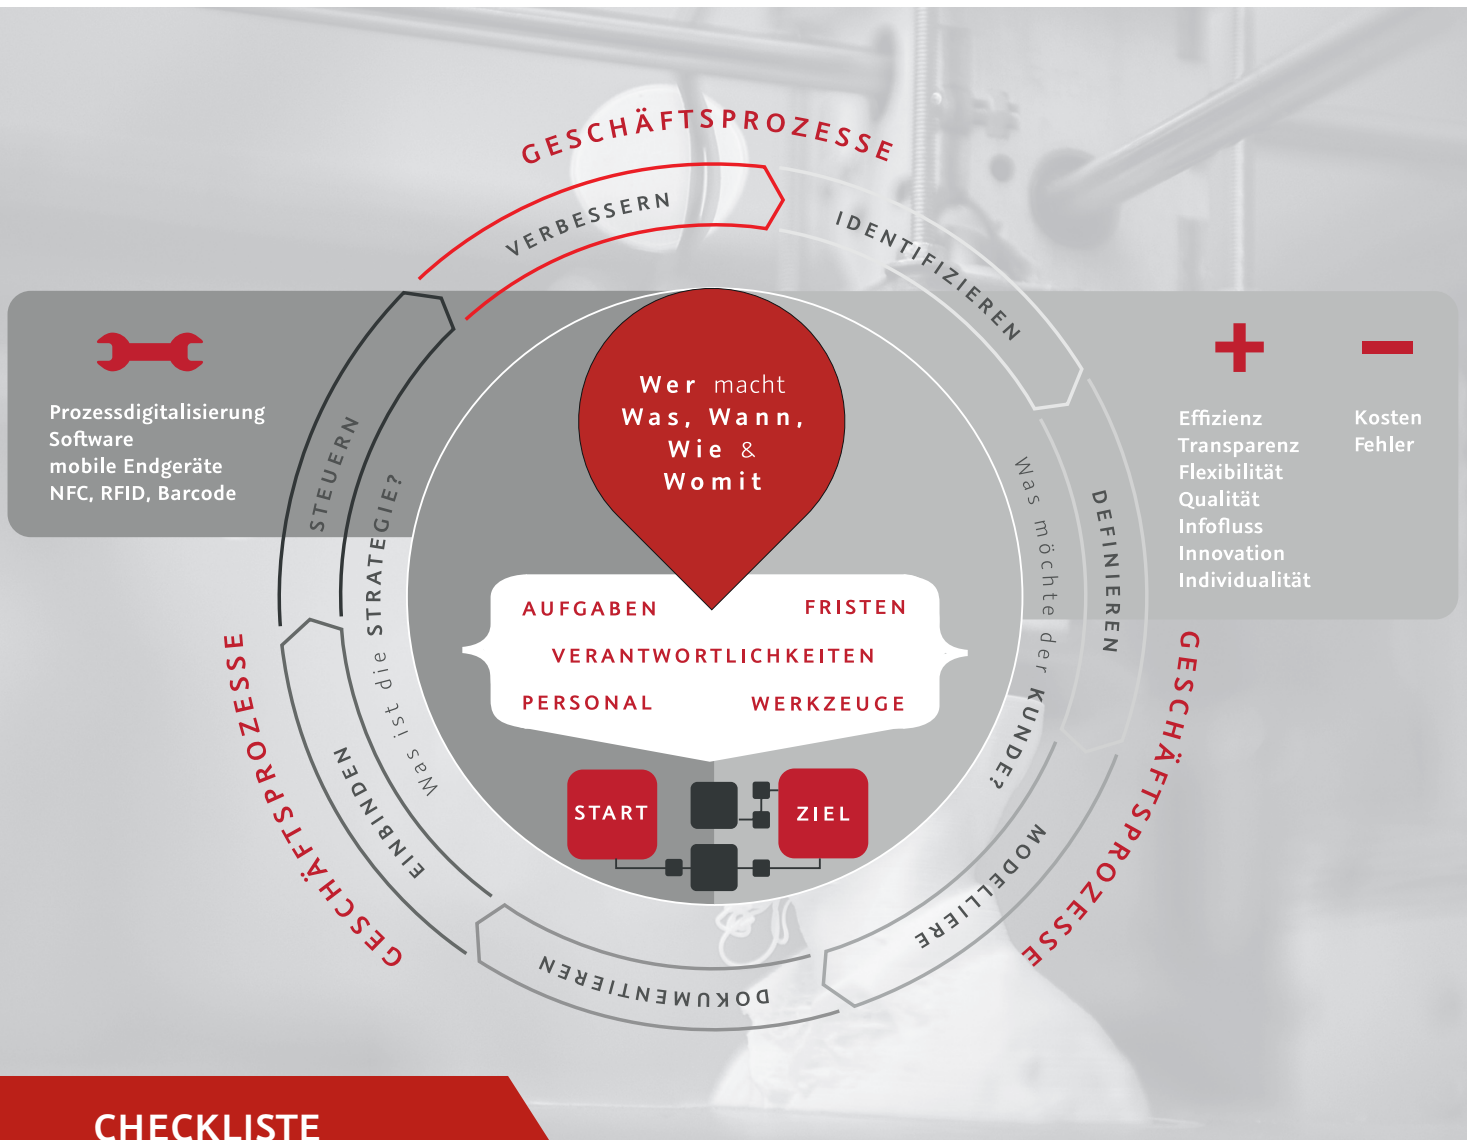 GESCHÄFTSPROZESSE
VERBESSERN
IDENTIFIZIEREN
DEFINIEREN
MODELLIERE
DOKUMENTIEREN
EINBINDEN
STEUERN
GESCHÄFTSPROZESSE
GESCHÄFTSPROZESSE
Was ist die STRATEGIE?
Was möchte der KUNDE?
Prozessdigitalisierung
Software
mobile Endgeräte
NFC, RFID, Barcode
Wer macht
Was, Wann,
Wie &
Womit
Effizienz
Transparenz
Flexibilität
Qualität
Infofluss
Innovation
Individualität
Kosten
Fehler
AUFGABEN FRISTEN
VERANTWORTLICHKEITEN
PERSONAL WERKZEUGE
START ZIEL
CHECKLISTE